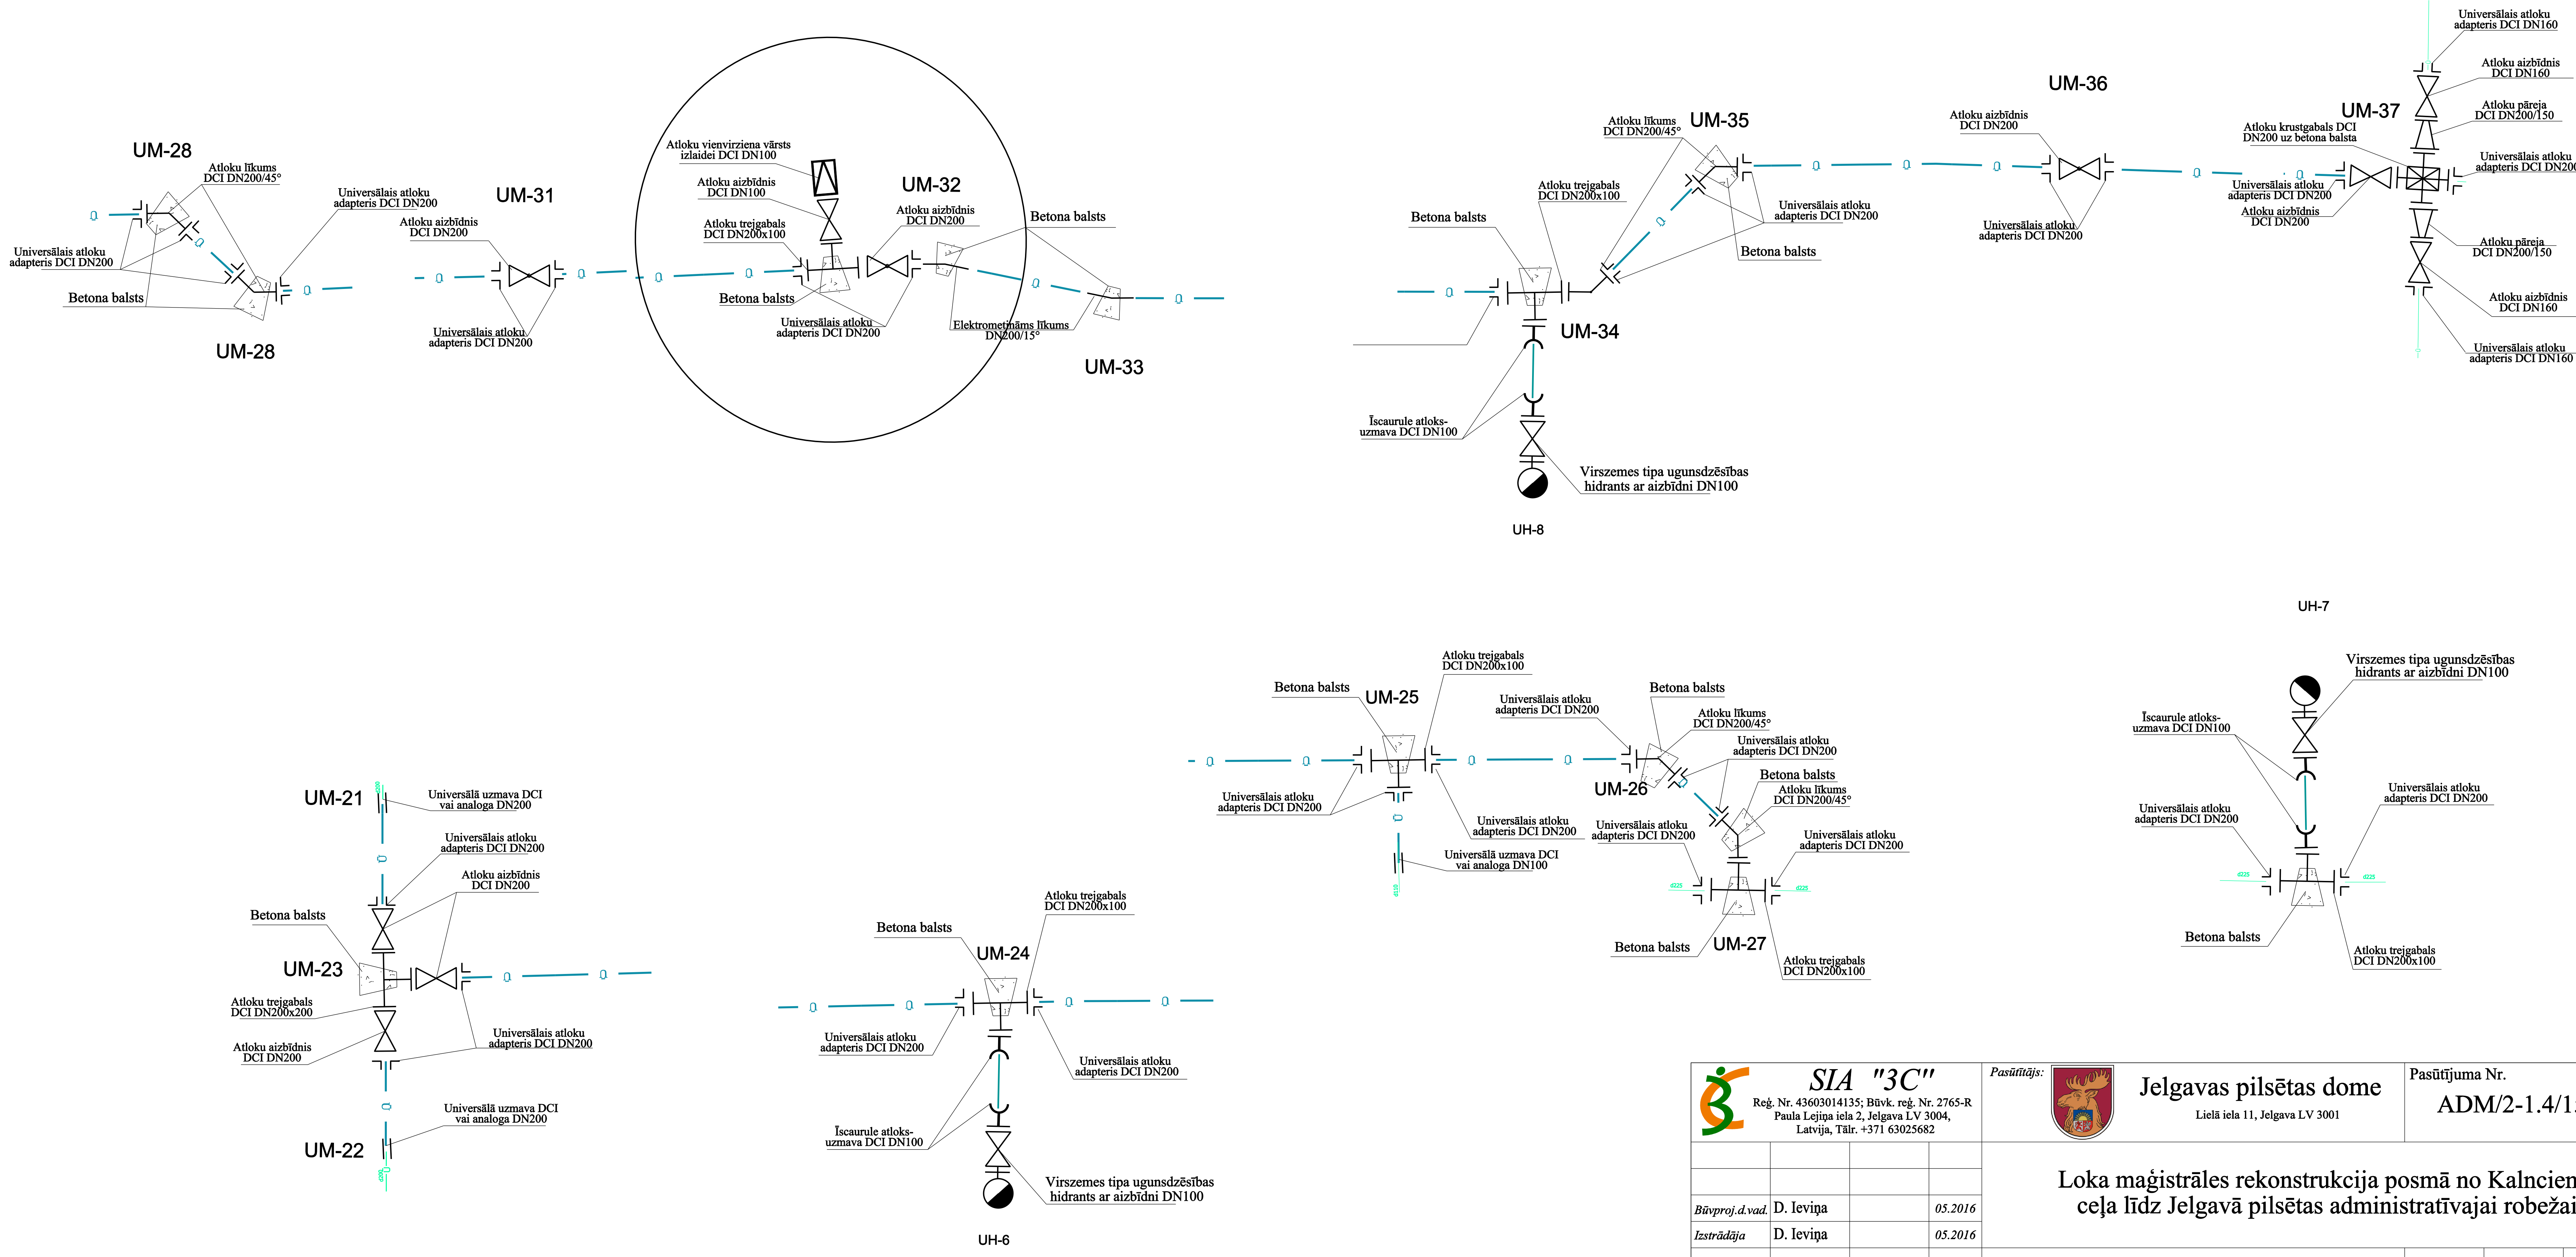 UM-28
Atloku līkums
DCI DN200/45°
Universālais atloku
adapteris DCI DN200
Universālais atloku
adapteris DCI DN200
Betona balsts
UM-28
UM-31
Atloku aizbīdnis
DCI DN200
Universālais atloku
adapteris DCI DN200
Atloku vienvirziena vārsts
izlaidei DCI DN100
Atloku aizbīdnis
DCI DN100
UM-32
Atloku trejgabals
DCI DN200x100
Atloku aizbīdnis
DCI DN200
Betona balsts
Betona balsts
Universālais atloku
adapteris DCI DN200
Elektrometināms līkums
DN200/15°
UM-33
Atloku līkums
DCI DN200/45°
UM-35
Atloku trejgabals
DCI DN200x100
Betona balsts
Universālais atloku
adapteris DCI DN200
Betona balsts
UM-34
Īscaurule atloks-
uzmava DCI DN100
Virszemes tipa ugunsdzēsības
hidrants ar aizbīdni DN100
UH-8
UM-36
Atloku aizbīdnis
DCI DN200
Universālais atloku
adapteris DCI DN200
UM-37
Universālais atloku
adapteris DCI DN160
Atloku aizbīdnis
DCI DN160
Atloku pāreja
DCI DN200/150
Atloku krustgabals DCI
DN200 uz betona balsta
Universālais atloku
adapteris DCI DN200
Universālais atloku
adapteris DCI DN200
Atloku aizbīdnis
DCI DN200
Atloku pāreja
DCI DN200/150
Atloku aizbīdnis
DCI DN160
Universālais atloku
adapteris DCI DN160
UM-21
d200
Universālā uzmava DCI
vai analoga DN200
Universālais atloku
adapteris DCI DN200
Atloku aizbīdnis
DCI DN200
Betona balsts
UM-23
Atloku trejgabals
DCI DN200x200
Universālais atloku
adapteris DCI DN200
Atloku aizbīdnis
DCI DN200
Universālā uzmava DCI
vai analoga DN200
UM-22
d200
Atloku trejgabals
DCI DN200x100
Betona balsts
UM-24
Universālais atloku
adapteris DCI DN200
Universālais atloku
adapteris DCI DN200
Īscaurule atloks-
uzmava DCI DN100
Virszemes tipa ugunsdzēsības
hidrants ar aizbīdni DN100
UH-6
Atloku trejgabals
DCI DN200x100
Betona balsts
UM-25
Universālais atloku
adapteris DCI DN200
Universālais atloku
adapteris DCI DN200
Universālā uzmava DCI
vai analoga DN100
d110
Universālais atloku
adapteris DCI DN200
Betona balsts
Atloku līkums
DCI DN200/45°
Universālais atloku
adapteris DCI DN200
UM-26
Betona balsts
Atloku līkums
DCI DN200/45°
Universālais atloku
adapteris DCI DN200
Universālais atloku
adapteris DCI DN200
d225
d225
Betona balsts
UM-27
Atloku trejgabals
DCI DN200x100
UH-7
Virszemes tipa ugunsdzēsības
hidrants ar aizbīdni DN100
Īscaurule atloks-
uzmava DCI DN100
Universālais atloku
adapteris DCI DN200
Universālais atloku
adapteris DCI DN200
d225
d225
Betona balsts
Atloku trejgabals
DCI DN200x100
SIA "3C"
Reģ. Nr. 43603014135; Būvk. reģ. Nr. 2765-R
Paula Lejiņa iela 2, Jelgava LV 3004,
Latvija, Tālr. +371 63025682
Pasūtītājs:
Jelgavas pilsētas dome
Lielā iela 11, Jelgava LV 3001
Pasūtījuma Nr.
ADM/2-1.4/1
Loka maģistrāles rekonstrukcija posmā no Kalncien
ceļa līdz Jelgavā pilsētas administratīvajai robežai
Būvproj.d.vad. D. Ieviņa 05.2016
Izstrādāja D. Ieviņa 05.2016